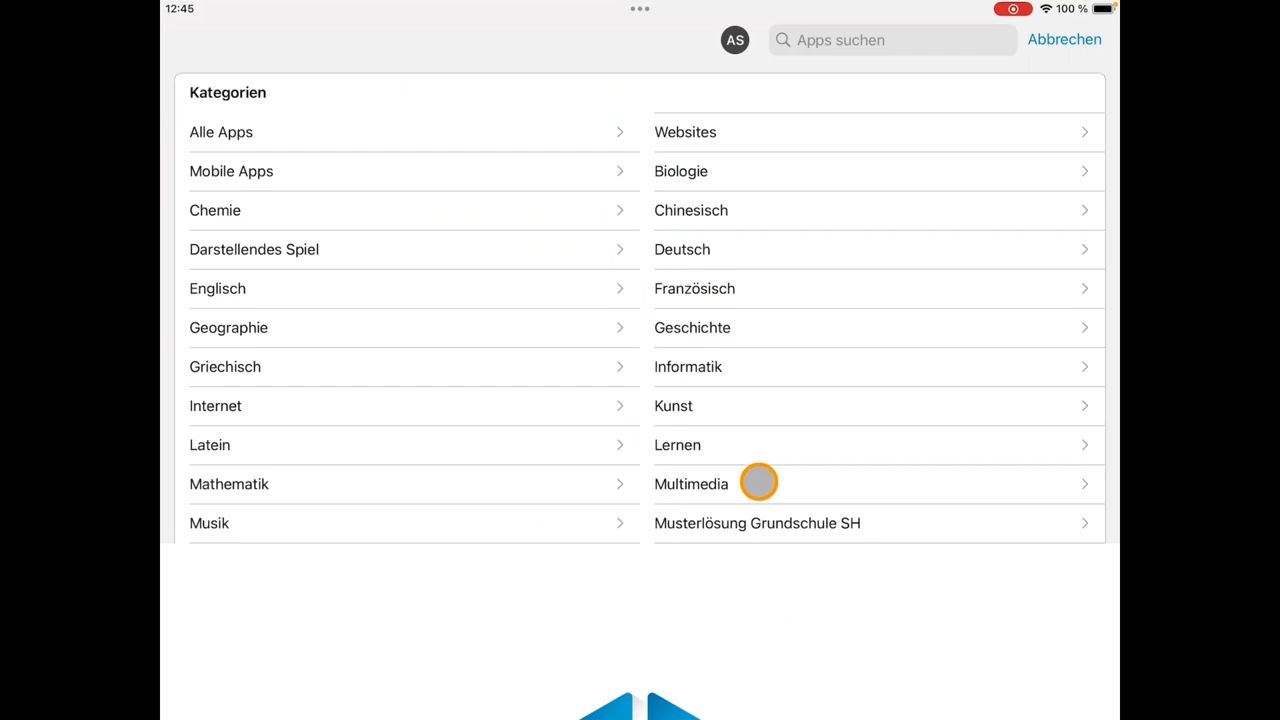 12:45
100 %
AS
Apps suchen
Abbrechen
Kategorien
Alle Apps
Websites
Mobile Apps
Biologie
Chemie
Chinesisch
Darstellendes Spiel
Deutsch
Englisch
Französisch
Geographie
Geschichte
Griechisch
Informatik
Internet
Kunst
Latein
Lernen
Mathematik
Multimedia
Musik
Musterlösung Grundschule SH